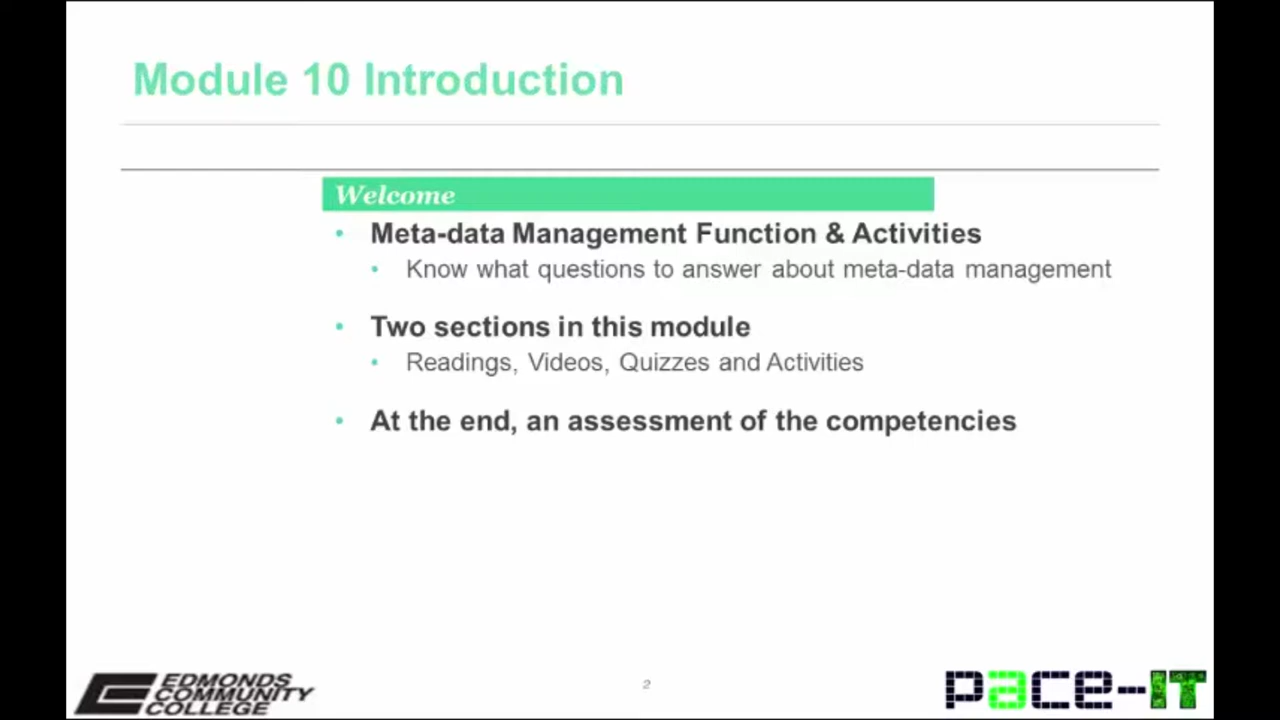 Module 10 Introduction
Welcome
• Meta-data Management Function & Activities
• Know what questions to answer about meta-data management
• Two sections in this module
• Readings, Videos, Quizzes and Activities
• At the end, an assessment of the competencies
EDMONDS
COMMUNITY
COLLEGE
2
pace-IT